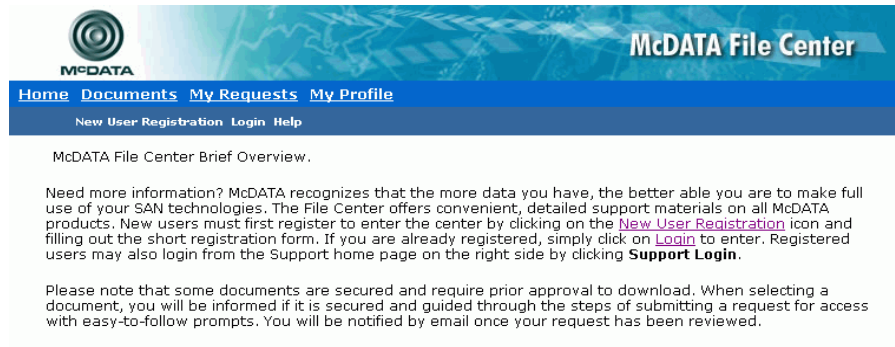 McDATA
McDATA File Center
Home Documents My Requests My Profile
New User Registration Login Help
McDATA File Center Brief Overview.
Need more information? McDATA recognizes that the more data you have, the better able you are to make full
use of your SAN technologies. The File Center offers convenient, detailed support materials on all McDATA
products. New users must first register to enter the center by clicking on the New User Registration icon and
filling out the short registration form. If you are already registered, simply click on Login to enter. Registered
users may also login from the Support home page on the right side by clicking Support Login.
Please note that some documents are secured and require prior approval to download. When selecting a
document, you will be informed if it is secured and guided through the steps of submitting a request for access
with easy-to-follow prompts. You will be notified by email once your request has been reviewed.